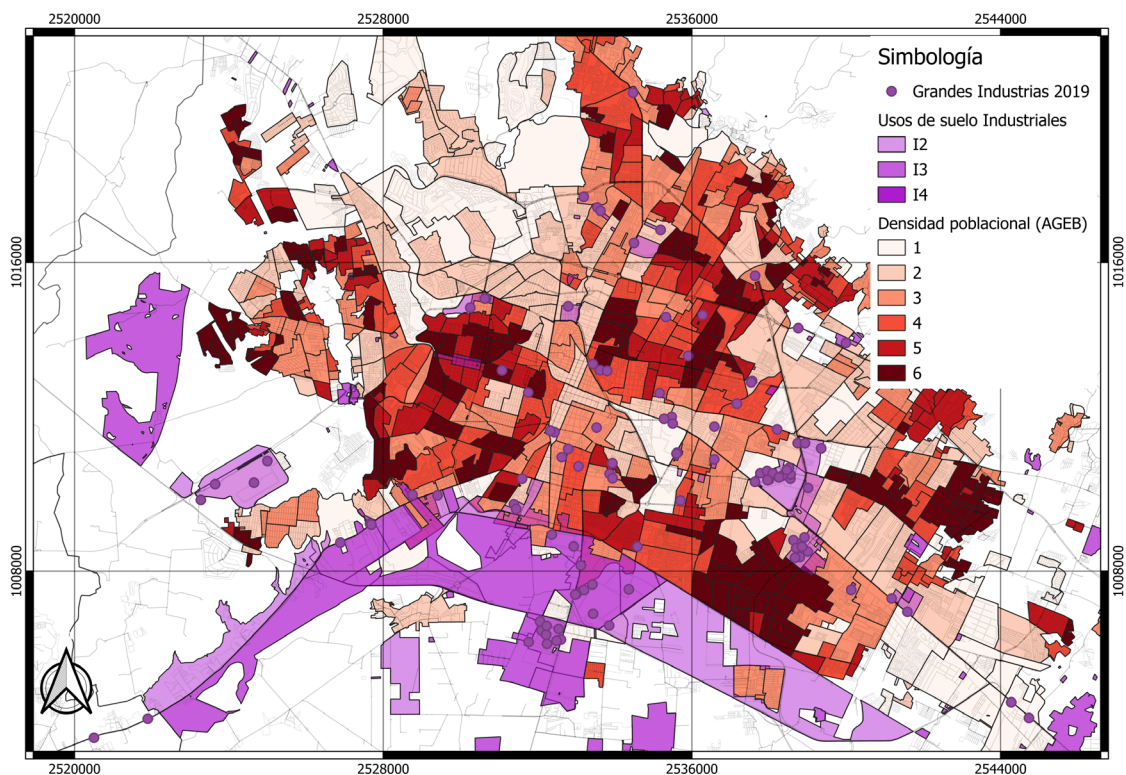 2520000 2528000 2536000 2544000
Simbología
Grandes Industrias 2019
Usos de suelo Industriales
I2
I3
I4
Densidad poblacional (AGEB)
1
2
3
4
5
6
1016000 1016000
1008000 1008000
2520000 2528000 2536000 2544000